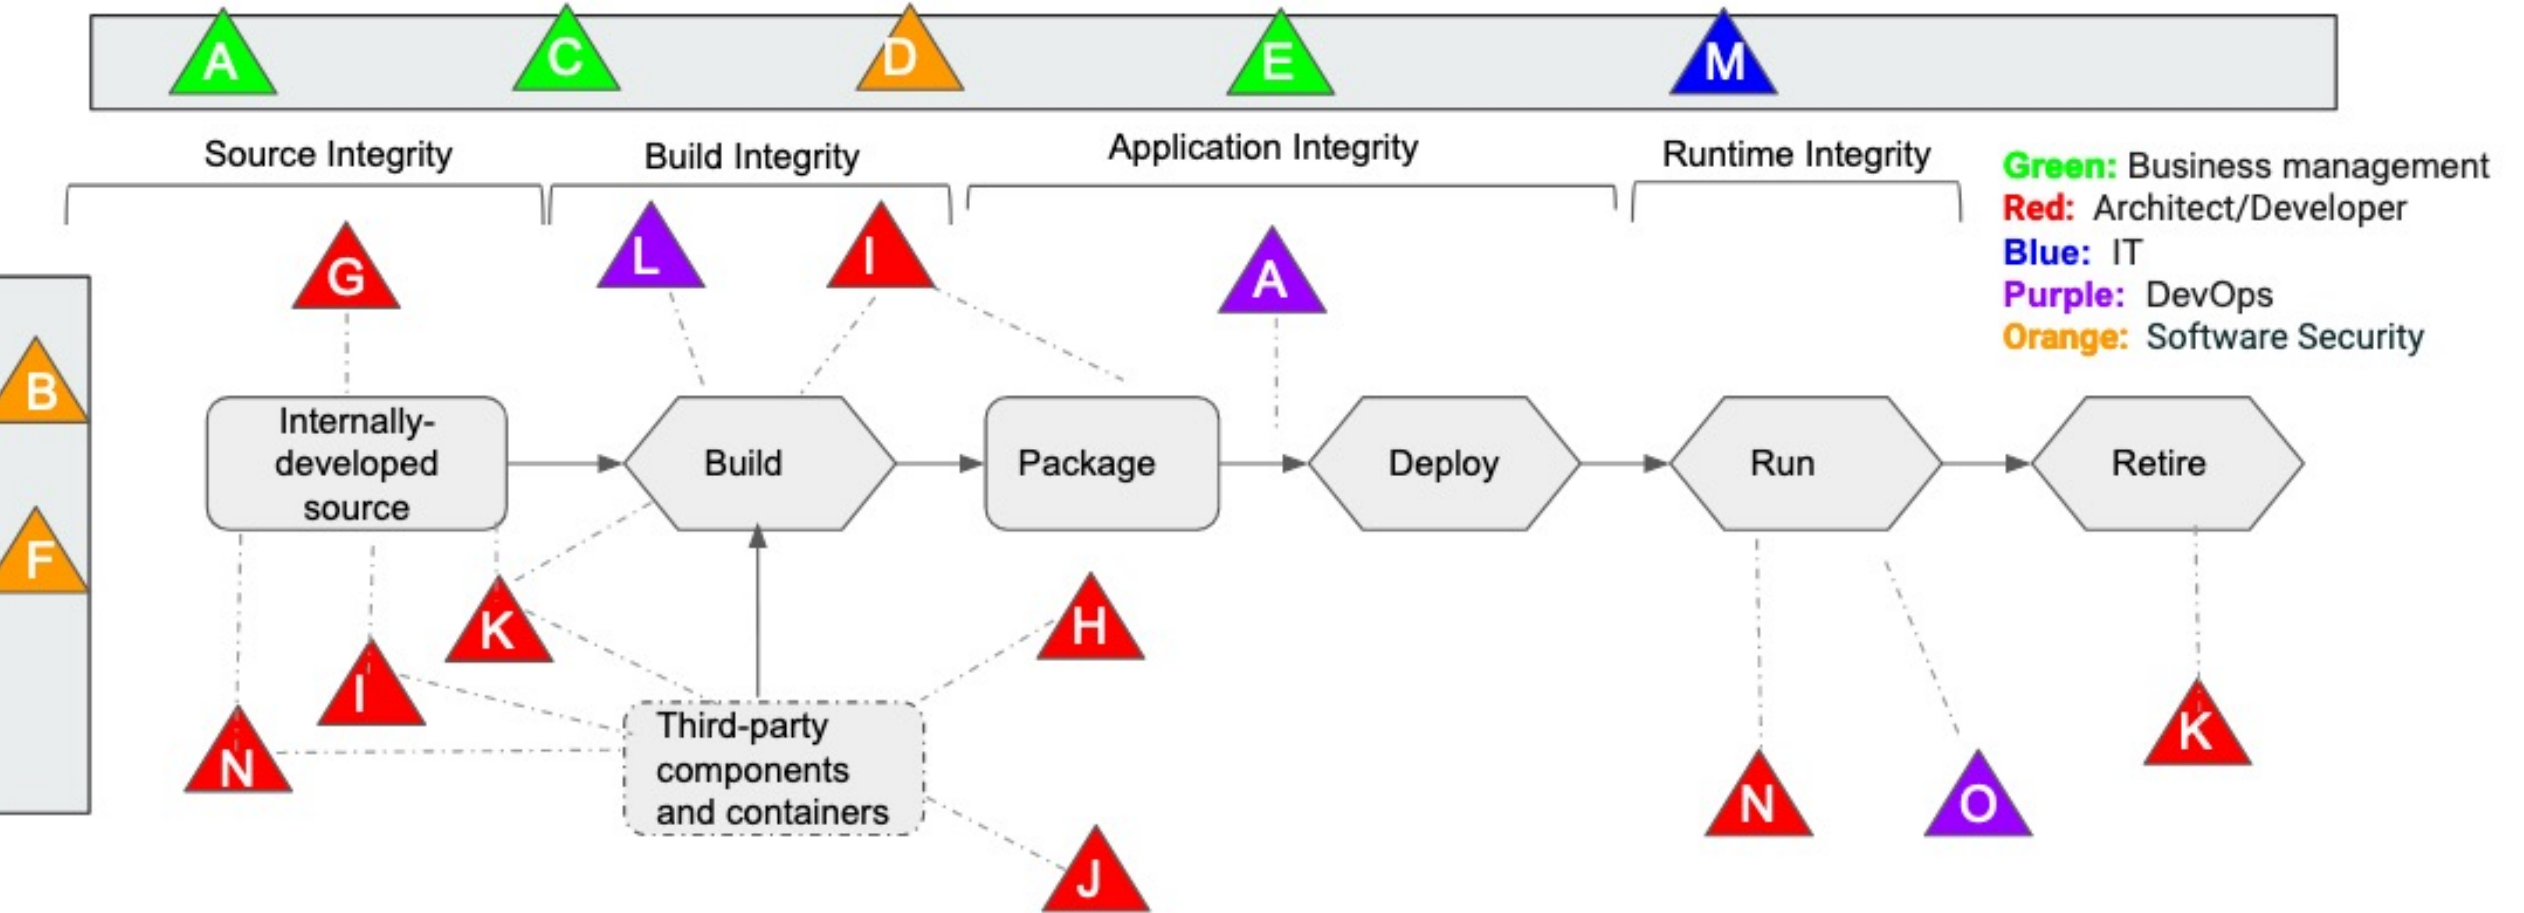 A
C
D
E
M
Source Integrity
Build Integrity
Application Integrity
Runtime Integrity
Green: Business management
Red: Architect/Developer
Blue: IT
Purple: DevOps
Orange: Software Security
G
L
I
A
B
F
Internally-
developed
source
Build
Package
Deploy
Run
Retire
K
H
I
N
Third-party
components
and containers
J
N
O
K